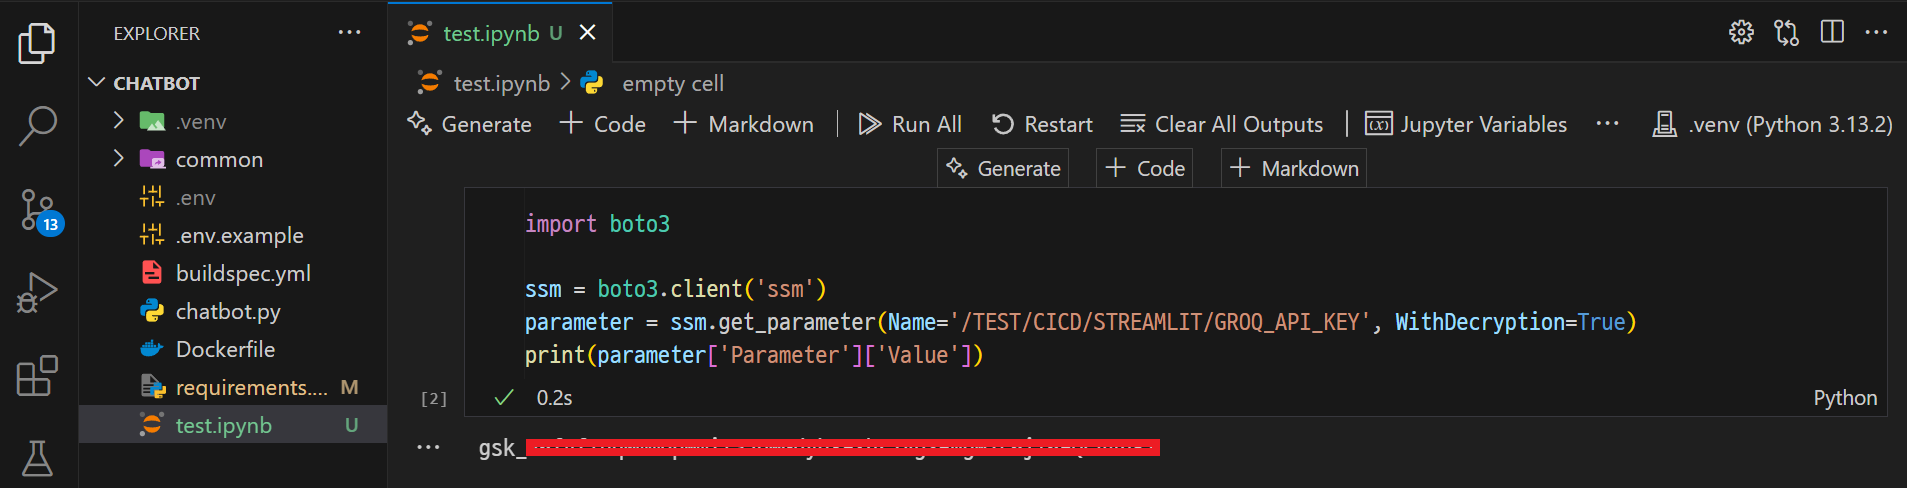 EXPLORER ...
test.ipynb U
CHATBOT
test.ipynb > empty cell
.venv
Generate + Code + Markdown | Run All Restart Clear All Outputs | Jupyter Variables ... .venv (Python 3.13.2)
common
Generate + Code + Markdown
.env
13
.env.example
buildspec.yml
chatbot.py
Dockerfile
requirements.... M
test.ipynb U
import boto3
ssm = boto3.client('ssm')
parameter = ssm.get_parameter(Name='/TEST/CICD/STREAMLIT/GROQ_API_KEY', WithDecryption=True)
print(parameter['Parameter']['Value'])
[2] 0.2s Python
... gsk_